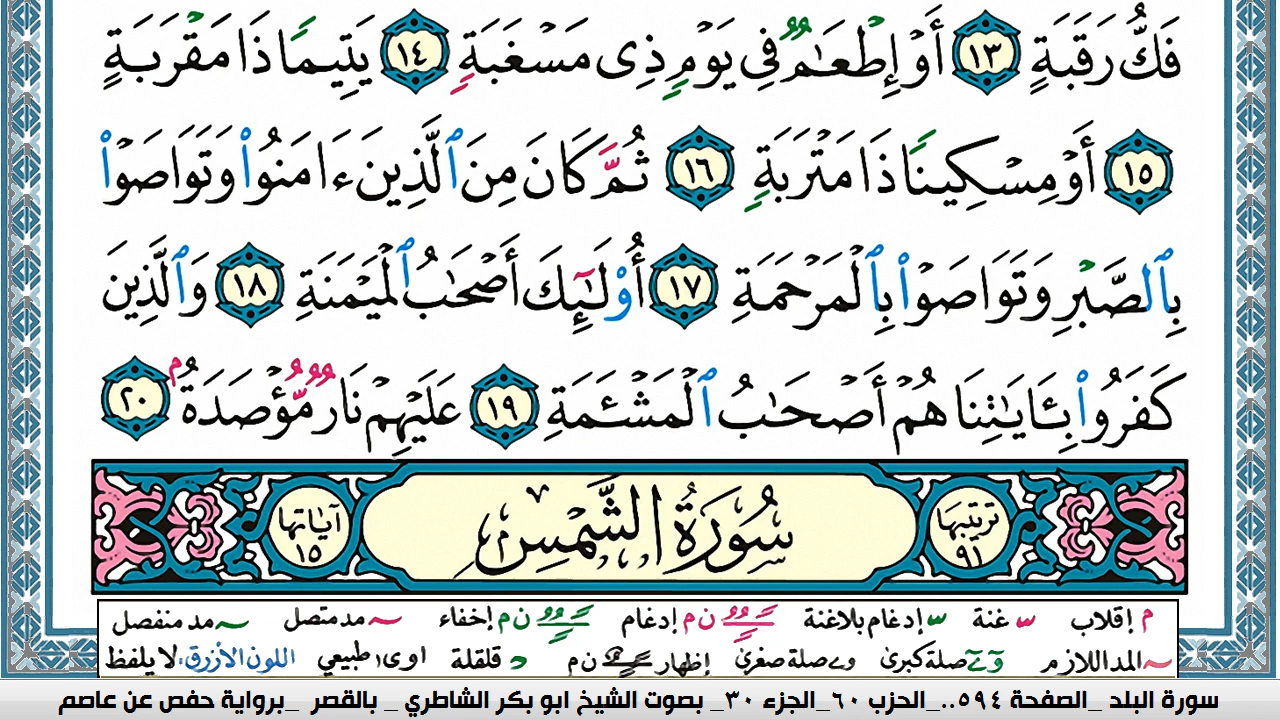 فَكُّ رَقَبَةٍ ١٣ أَوْ إِطْعَٰمٌ فِي يَوْمٍ ذِي مَسْغَبَةٍ ١٤ يَتِيمًا ذَا مَقْرَبَةٍ
١٥ أَوْ مِسْكِينًا ذَا مَتْرَبَةٍ ١٦ ثُمَّ كَانَ مِنَ ٱلَّذِينَ ءَامَنُوا۟ وَتَوَاصَوْا۟
بِٱلصَّبْرِ وَتَوَاصَوْا۟ بِٱلْمَرْحَمَةِ ١٧ أُو۟لَٰٓئِكَ أَصْحَٰبُ ٱلْمَيْمَنَةِ ١٨ وَٱلَّذِينَ
كَفَرُوا۟ بِـَٔايَٰتِنَا هُمْ أَصْحَٰبُ ٱلْمَشْـَٔمَةِ ١٩ عَلَيْهِمْ نَارٌ مُّؤْصَدَةٌۢ ٢٠
ترتيبها ٩١ سُورَةُ الشَّمْسِ آياتها ١٥
م إقلاب ـ غنة ـ إدغام بلاغنة ـًـٍـٌ ن م إدغام ـًـٍـٌ ن م إخفاء ~ مد متصل ~ مد منفصل
~ المد اللازم و ے صلة كبرى و ے صلة صغرى إظهار ن م قلقلة ا و ى طبيعي اللون الأزرق: لا يلفظ
سورة البلد _الصفحة ٥٩٤.._الحزب ٦٠_الجزء ٣٠_ بصوت الشيخ ابو بكر الشاطري _ بالقصر _برواية حفص عن عاصم